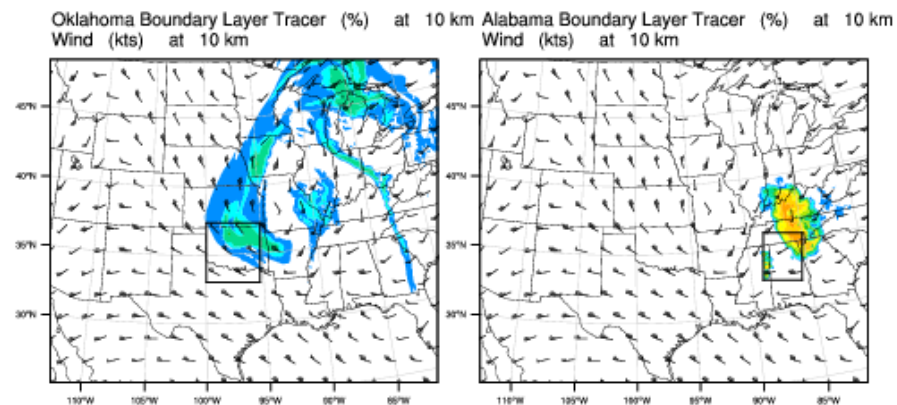 Oklahoma Boundary Layer Tracer (%) at 10 km
Wind (kts) at 10 km
Alabama Boundary Layer Tracer (%) at 10 km
Wind (kts) at 10 km
45°N
40°N
35°N
30°N
110°W 100°W 95°W 90°W 85°W
45°N
40°N
35°N
30°N
110°W 105°W 100°W 95°W 90°W 85°W